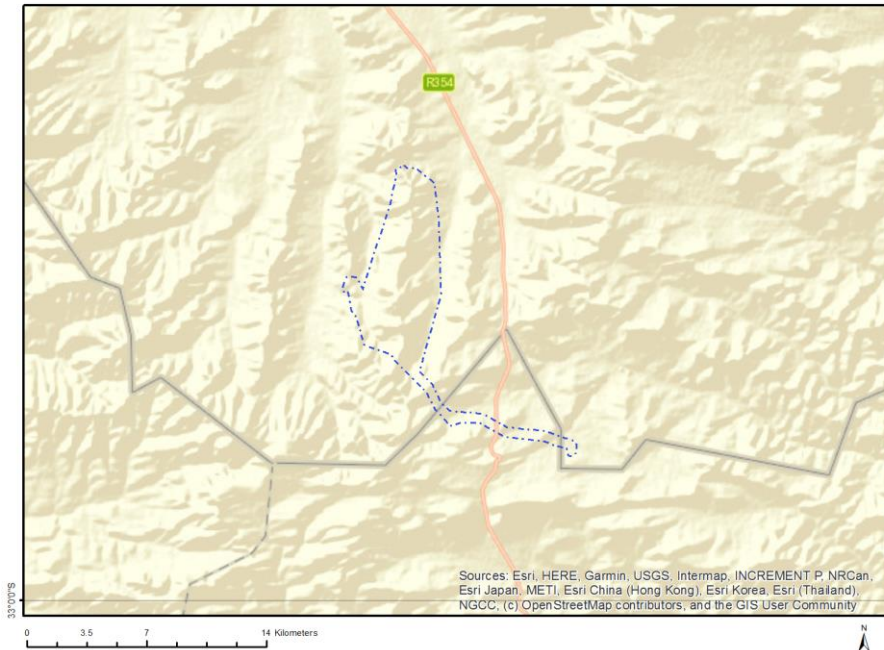 R354
33°0'0"S
Sources: Esri, HERE, Garmin, USGS, Intermap, INCREMENT P, NRCan,
Esri Japan, METI, Esri China (Hong Kong), Esri Korea, Esri (Thailand),
NGCC, (c) OpenStreetMap contributors, and the GIS User Community
0 3.5 7 14 Kilometers
N